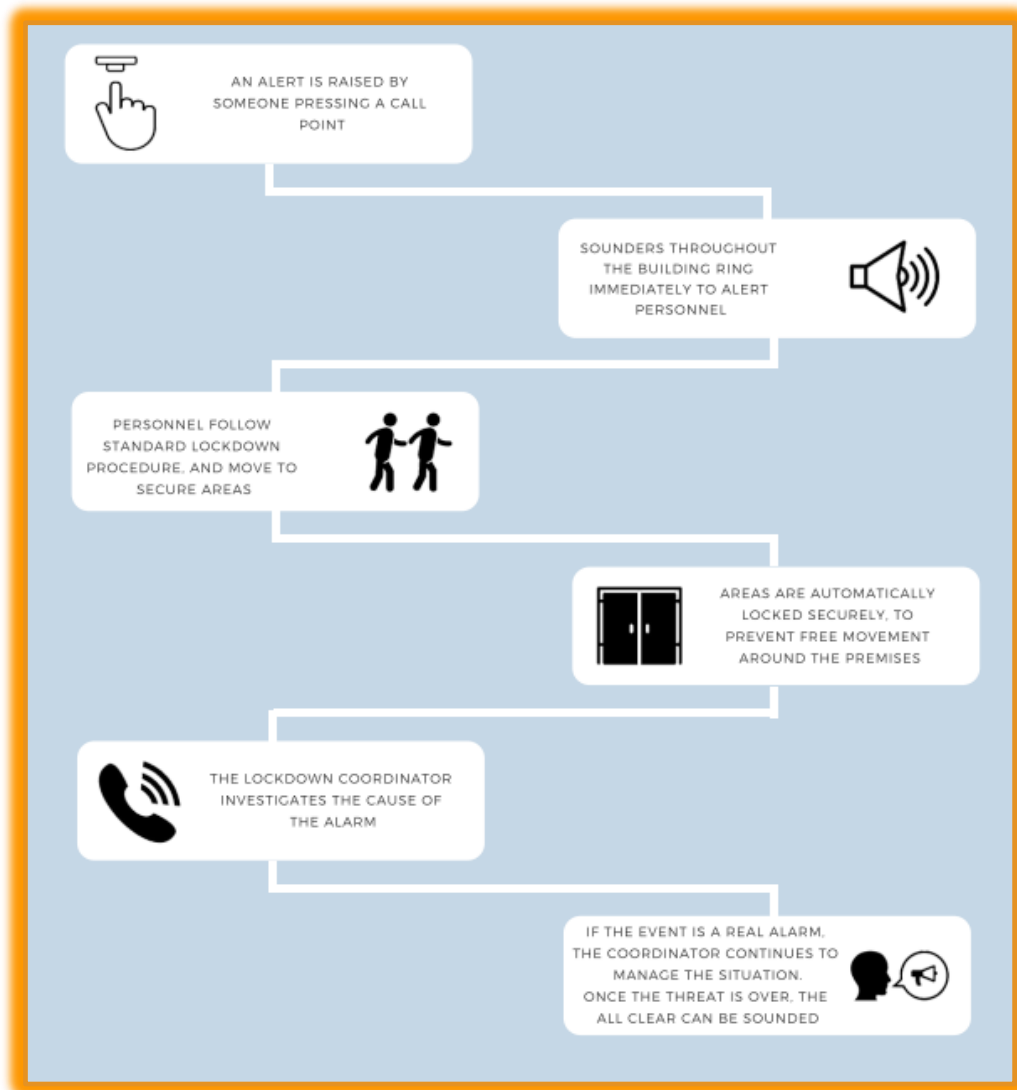 AN ALERT IS RAISED BY
SOMEONE PRESSING A CALL
POINT
SOUNDERS THROUGHOUT
THE BUILDING RING
IMMEDIATELY TO ALERT
PERSONNEL
PERSONNEL FOLLOW
STANDARD LOCKDOWN
PROCEDURE, AND MOVE TO
SECURE AREAS
AREAS ARE AUTOMATICALLY
LOCKED SECURELY, TO
PREVENT FREE MOVEMENT
AROUND THE PREMISES
THE LOCKDOWN COORDINATOR
INVESTIGATES THE CAUSE OF
THE ALARM
IF THE EVENT IS A REAL ALARM,
THE COORDINATOR CONTINUES TO
MANAGE THE SITUATION.
ONCE THE THREAT IS OVER, THE
ALL CLEAR CAN BE SOUNDED